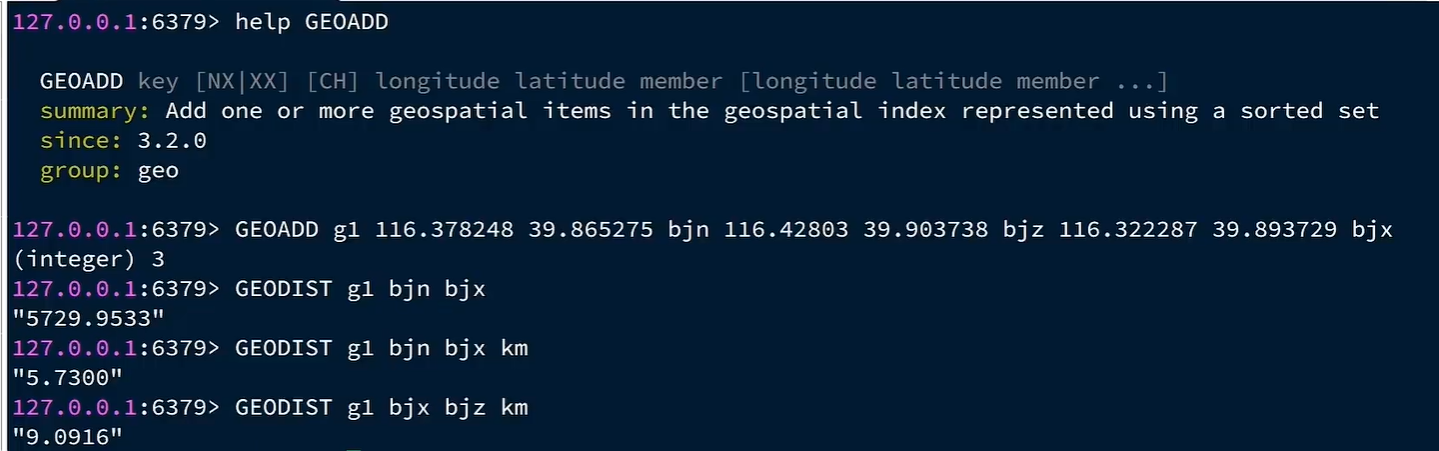 127.0.0.1:6379> help GEOADD
GEOADD key [NX|XX] [CH] longitude latitude member [longitude latitude member ...]
summary: Add one or more geospatial items in the geospatial index represented using a sorted set
since: 3.2.0
group: geo
127.0.0.1:6379> GEOADD g1 116.378248 39.865275 bjn 116.42803 39.903738 bjz 116.322287 39.893729 bjx
(integer) 3
127.0.0.1:6379> GEODIST g1 bjn bjx
"5729.9533"
127.0.0.1:6379> GEODIST g1 bjn bjx km
"5.7300"
127.0.0.1:6379> GEODIST g1 bjx bjz km
"9.0916"